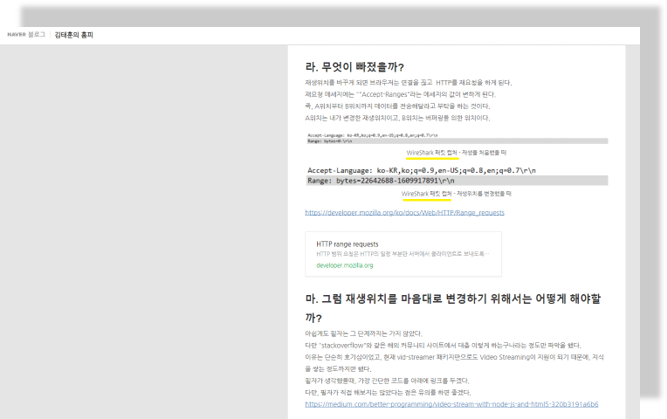 NAVER 블로그 | 김태훈의 홈피
라. 무엇이 빠졌을까?
재생위치를 바꾸게 되면 브라우저는 연결을 끊고 HTTP를 재요청을 하게 된다.
재요청 메세지에는 ""Accept-Ranges"라는 메세지의 값이 변하게 된다.
즉, A위치부터 B위치까지 데이터를 전송해달라고 부탁을 하는 것이다.
A위치는 내가 변경한 재생위치이고, B위치는 버퍼링을 의한 위치이다.
Accept-Language: ko-KR,ko;q=0.9,en-US;q=0.8,en;q=0.7\r\n
Range: bytes=0-\r\n
WireShark 패킷 캡처 - 재생를 처음했을 때
Accept-Language: ko-KR,ko;q=0.9,en-US;q=0.8,en;q=0.7\r\n
Range: bytes=22642688-1609917891\r\n
WireShark 패킷 캡처 - 재생위치를 변경했을 때
https://developer.mozilla.org/ko/docs/Web/HTTP/Range_requests
HTTP range requests
HTTP 범위 요청은 HTTP의 일정 부분만 서버에서 클라이언트로 보내도록…
developer.mozilla.org
마. 그럼 재생위치를 마음대로 변경하기 위해서는 어떻게 해야할
까?
아쉽게도 필자는 그 단계까지는 가지 않았다.
다만 "stackoverflow"와 같은 해외 커뮤니티 사이트에서 대충 이렇게 하는구나라는 정도만 파악을 했다.
이유는 단순히 호기심이었고, 현재 vid-streamer 패키지만으로도 Video Streaming이 지원이 되기 때문에, 지식
을 쌓는 정도까지만 했다.
필자가 생각했을때, 가장 간단한 코드를 아래에 링크를 두겠다.
다만, 필자가 직접 해보지는 않았다는 점은 유의를 하면 좋겠다.
https://medium.com/better-programming/video-stream-with-node-js-and-html5-320b3191a6b6